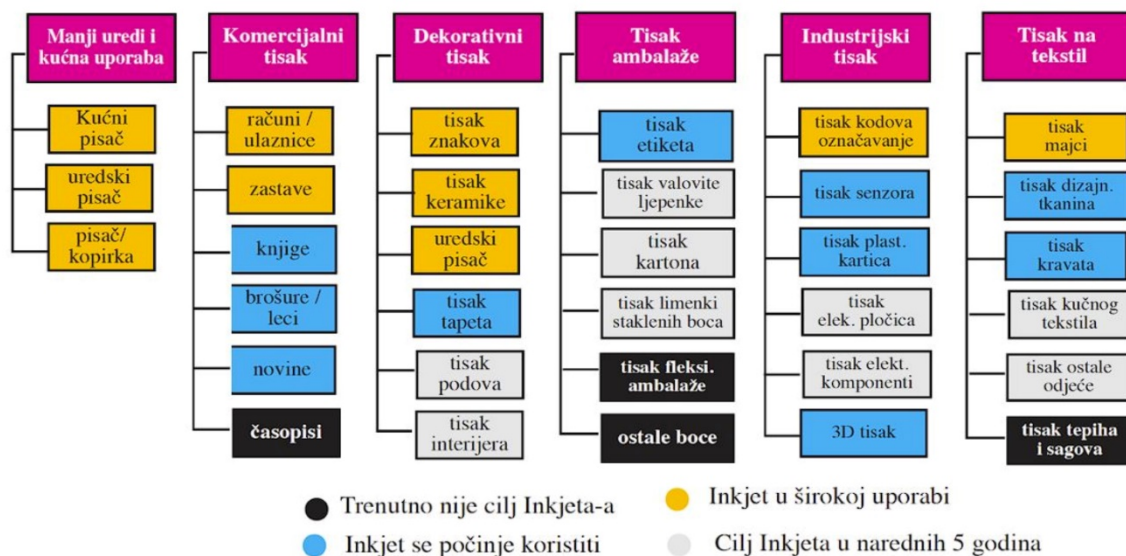 Manji uredi i
kućna uporaba
Kućni
pisač
uredski
pisač
pisač/
kopirka
Komercijalni
tisak
računi /
ulaznice
zastave
knjige
brošure /
leci
novine
časopisi
Dekorativni
tisak
tisak
znakova
tisak
keramike
uredski
pisač
tisak
tapeta
tisak
podova
tisak
interijera
Tisak
ambalaže
tisak
etiketa
tisak valovite
ljepenke
tisak
kartona
tisak limenki
staklenih boca
tisak fleksi.
ambalaže
ostale boce
Industrijski
tisak
tisak kodova
označavanje
tisak senzora
tisak plast.
kartica
tisak
elek. pločica
tisak elekt.
komponenti
3D tisak
Tisak na
tekstil
tisak
majci
tisak dizajn.
tkanina
tisak
kravata
tisak kučnog
tekstila
tisak ostale
odjeće
tisak tepiha
i sagova
Trenutno nije cilj Inkjeta-a
Inkjet u širokoj uporabi
Inkjet se počinje koristiti
Cilj Inkjeta u narednih 5 godina